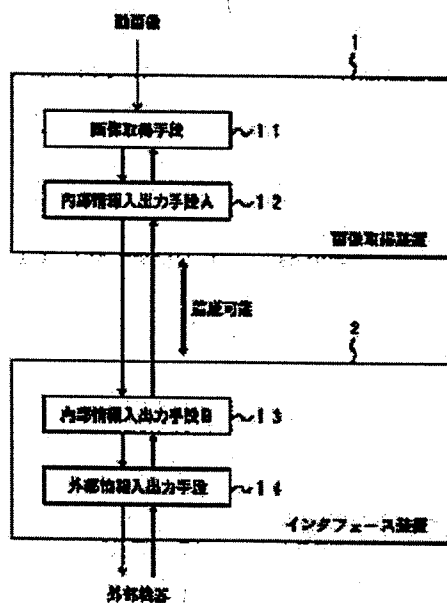 動画像
1
画像取得手段
11
内部情報入出力手段A
12
画像取得装置
着脱可能
2
内部情報入出力手段B
13
外部情報入出力手段
14
インタフェース装置
外部機器